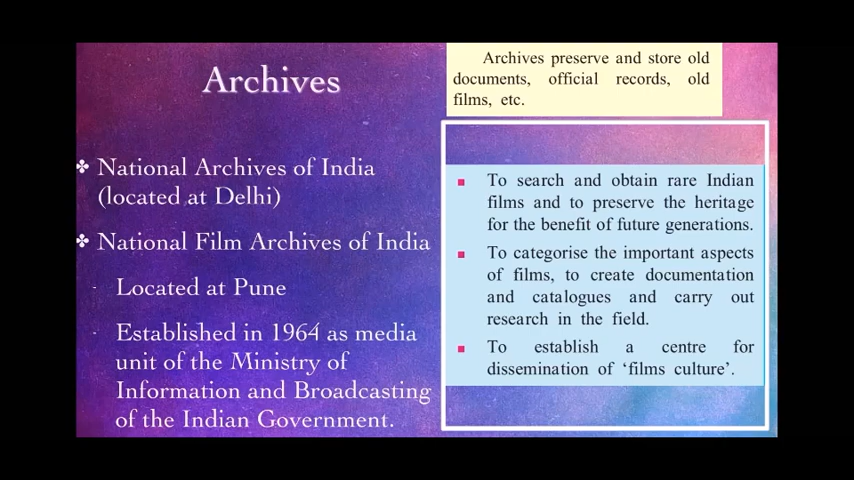 Archives
❖ National Archives of India
(located at Delhi)
❖ National Film Archives of India
- Located at Pune
- Established in 1964 as media
unit of the Ministry of
Information and Broadcasting
of the Indian Government.
Archives preserve and store old
documents, official records, old
films, etc.
▪ To search and obtain rare Indian
films and to preserve the heritage
for the benefit of future generations.
▪ To categorise the important aspects
of films, to create documentation
and catalogues and carry out
research in the field.
▪ To establish a centre for
dissemination of ‘films culture’.